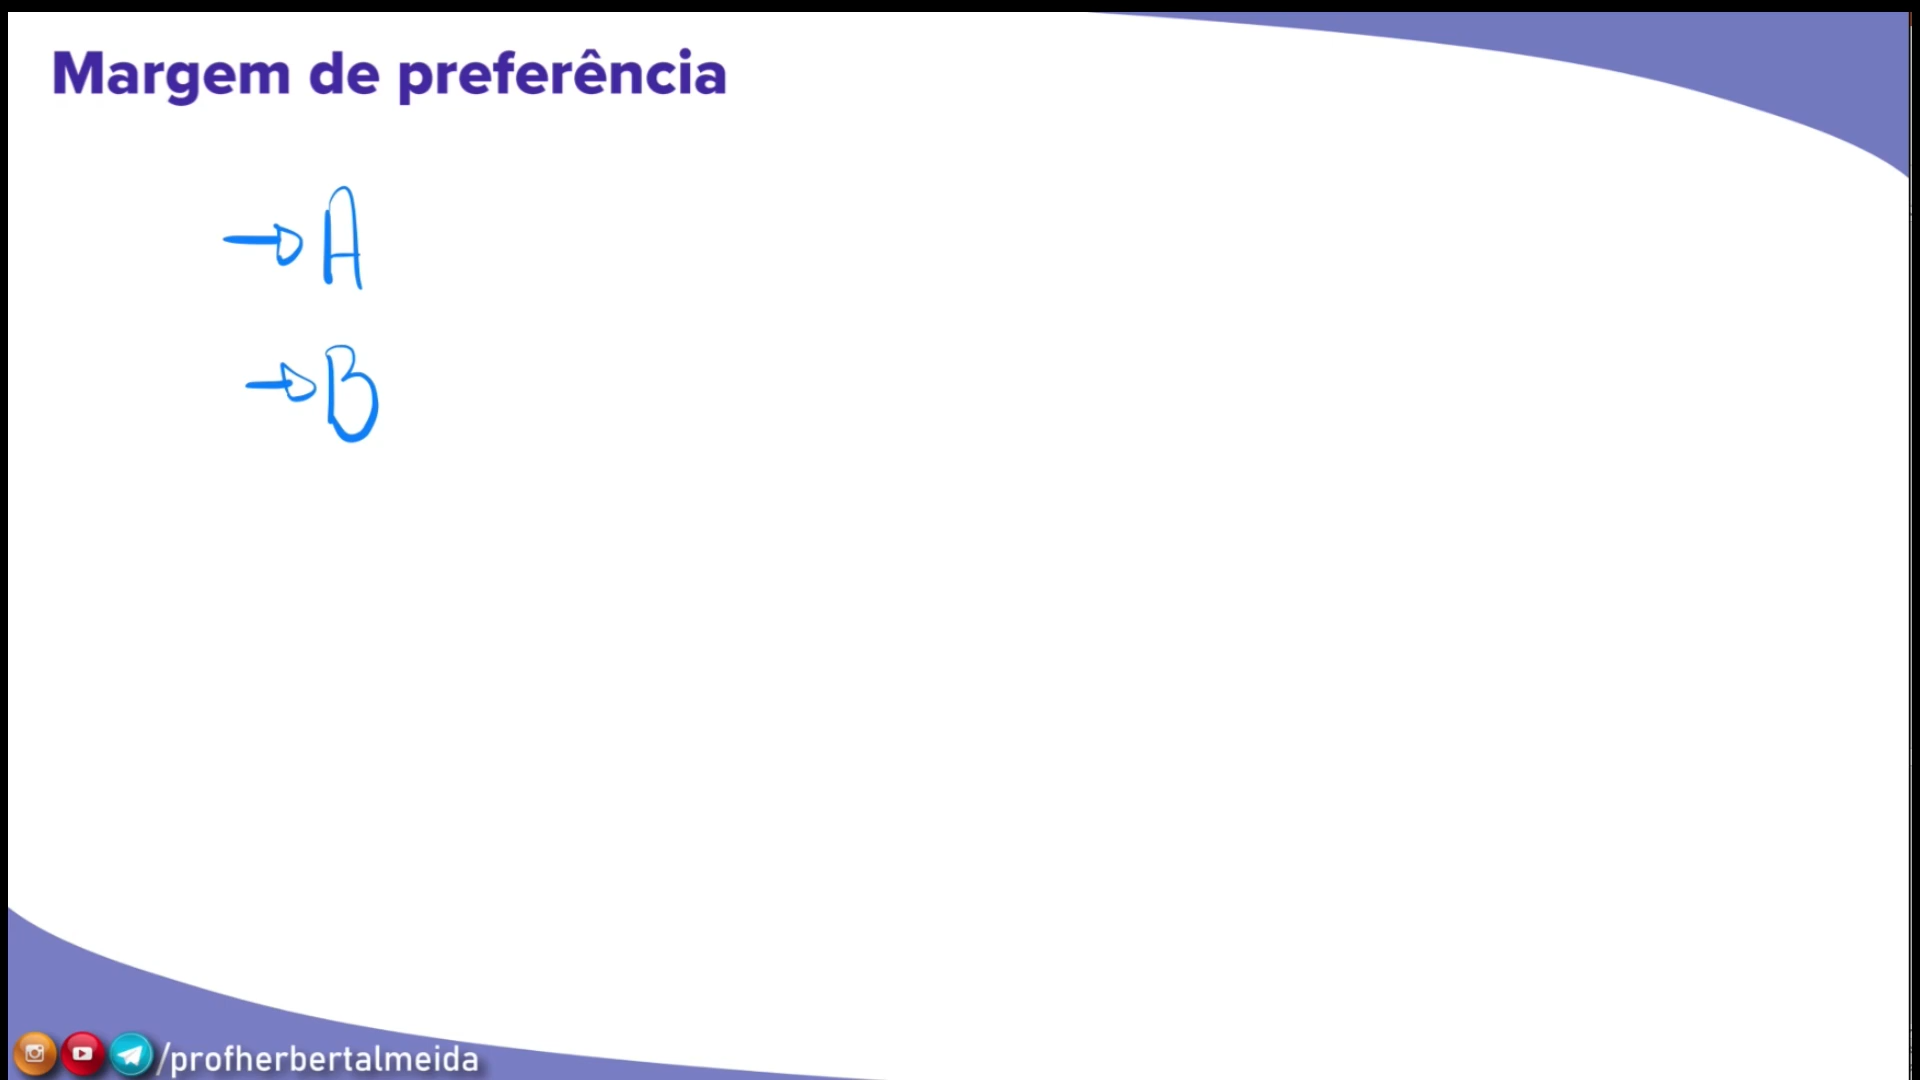 Margem de preferência
→ A
→ B
/profherbertalmeida